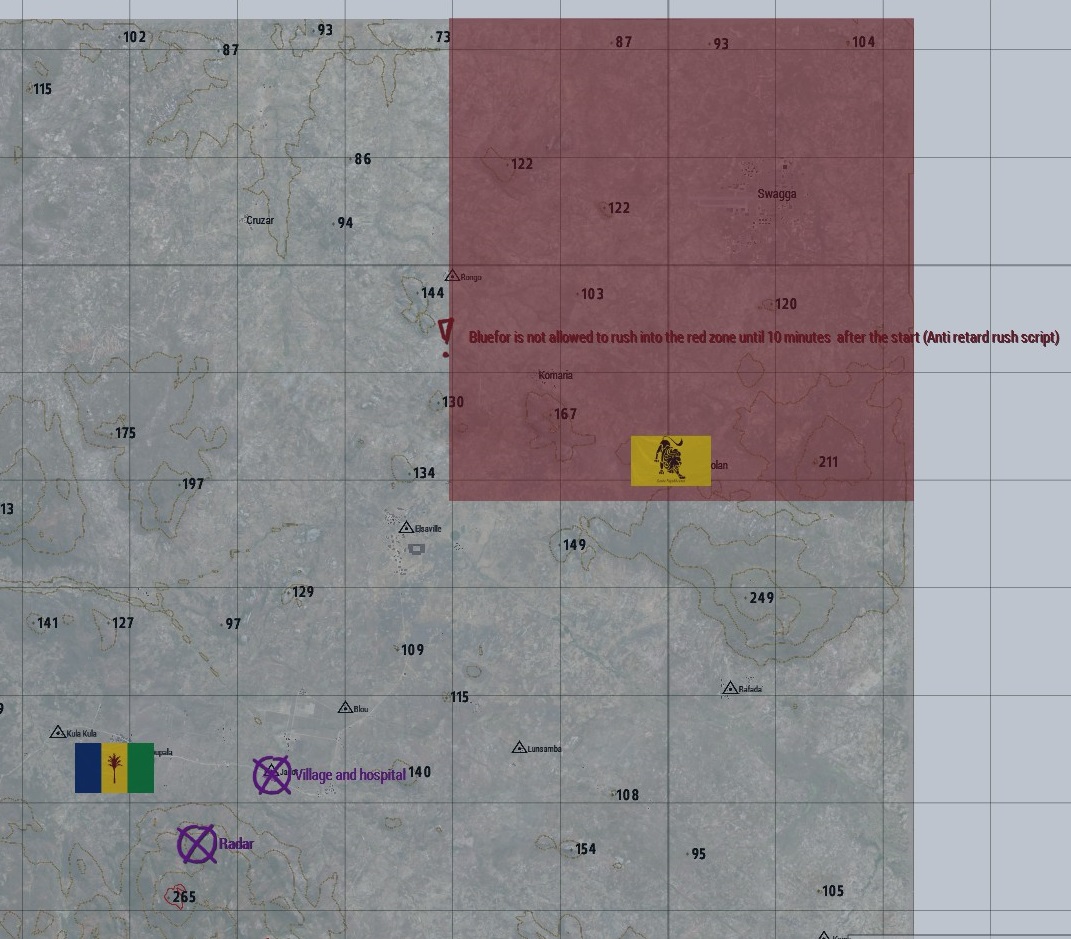 102
87
93
73
87
93
104
115
86
122
Cruzar
94
122
Swagga
Rongo
144
103
120
Bluefor is not allowed to rush into the red zone until 10 minutes after the start (Anti retard rush script)
Komaria
130
167
175
134
olan
211
197
13
Elsaville
149
129
249
141
127
97
109
115
Rafada
9
Blou
Kula Kula
Lunsamba
upala
Village and hospital
140
108
Radar
154
95
265
105